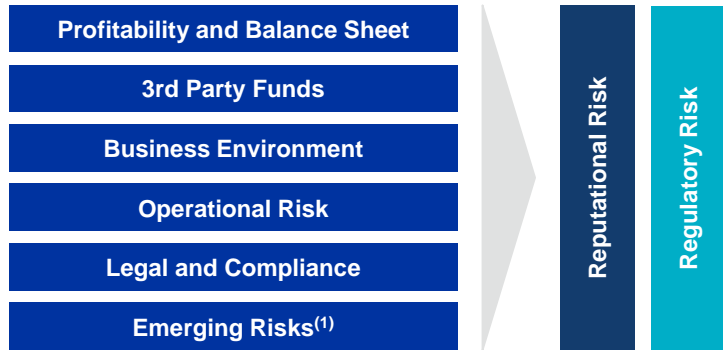 Profitability and Balance Sheet
3rd Party Funds
Business Environment
Operational Risk
Legal and Compliance
Emerging Risks(1)
Reputational Risk
Regulatory Risk